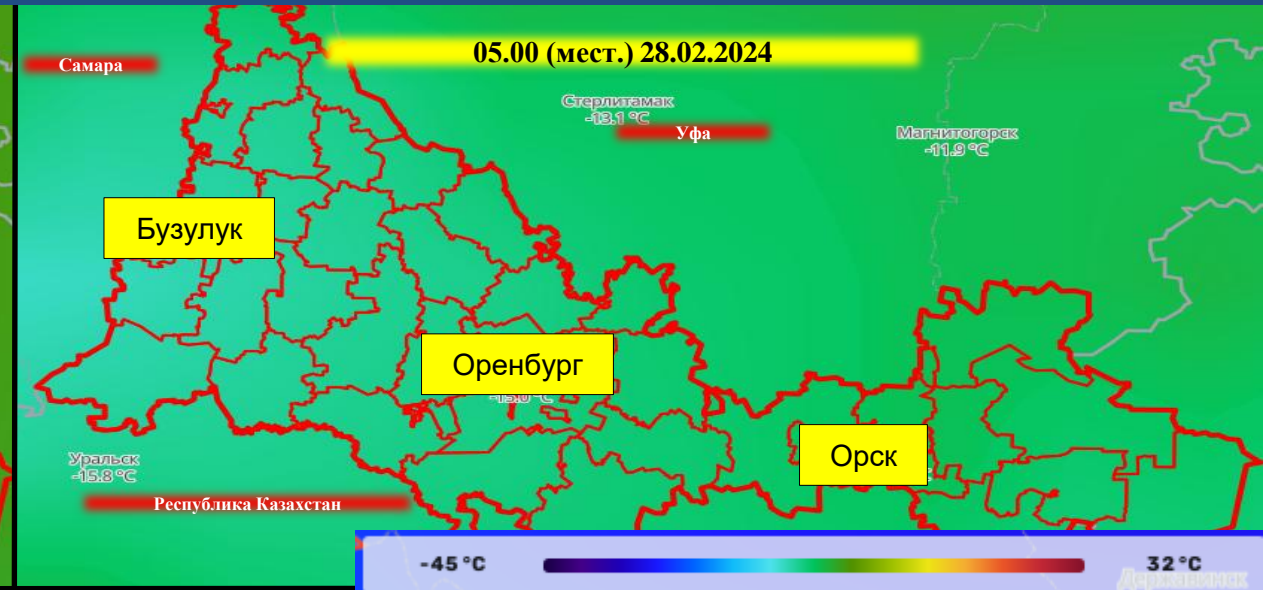 05.00 (мест.) 28.02.2024
Самара
Стерлитамак
-13.1 °C
Уфа
Магнитогорск
-11.9 °C
Бузулук
Оренбург
Орск
Уральск
-15.8 °C
Республика Казахстан
-45 °C
32 °C